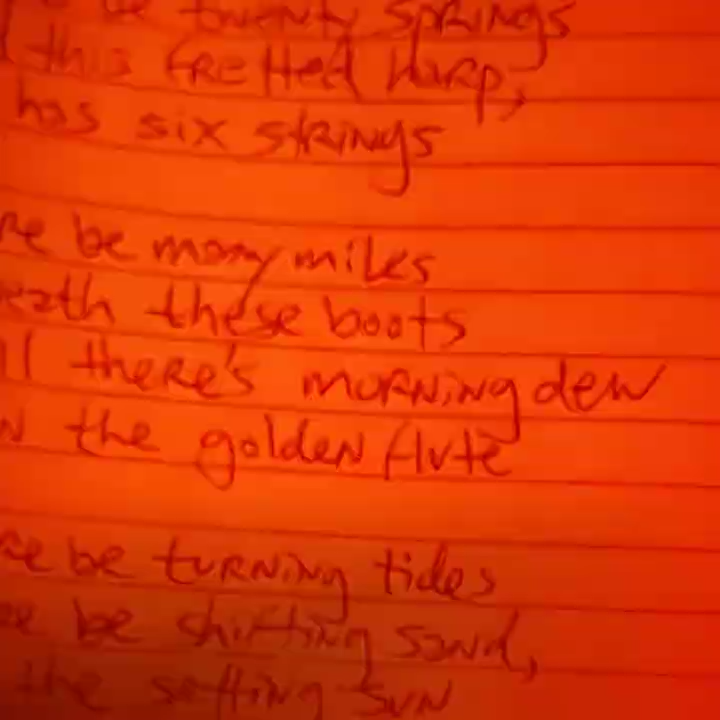 be twenty springs
this fretted harp,
has six strings
be many miles
these boots
there's morning dew
the golden flute
be turning tides
be shifting sand,
the setting sun